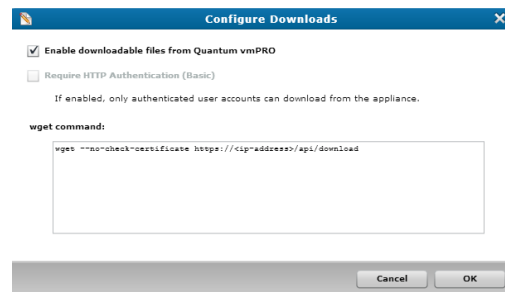 Configure Downloads
Enable downloadable files from Quantum vmPRO
Require HTTP Authentication (Basic)
If enabled, only authenticated user accounts can download from the appliance.
wget command:
wget --no-check-certificate https://<ip-address>/api/download
Cancel OK